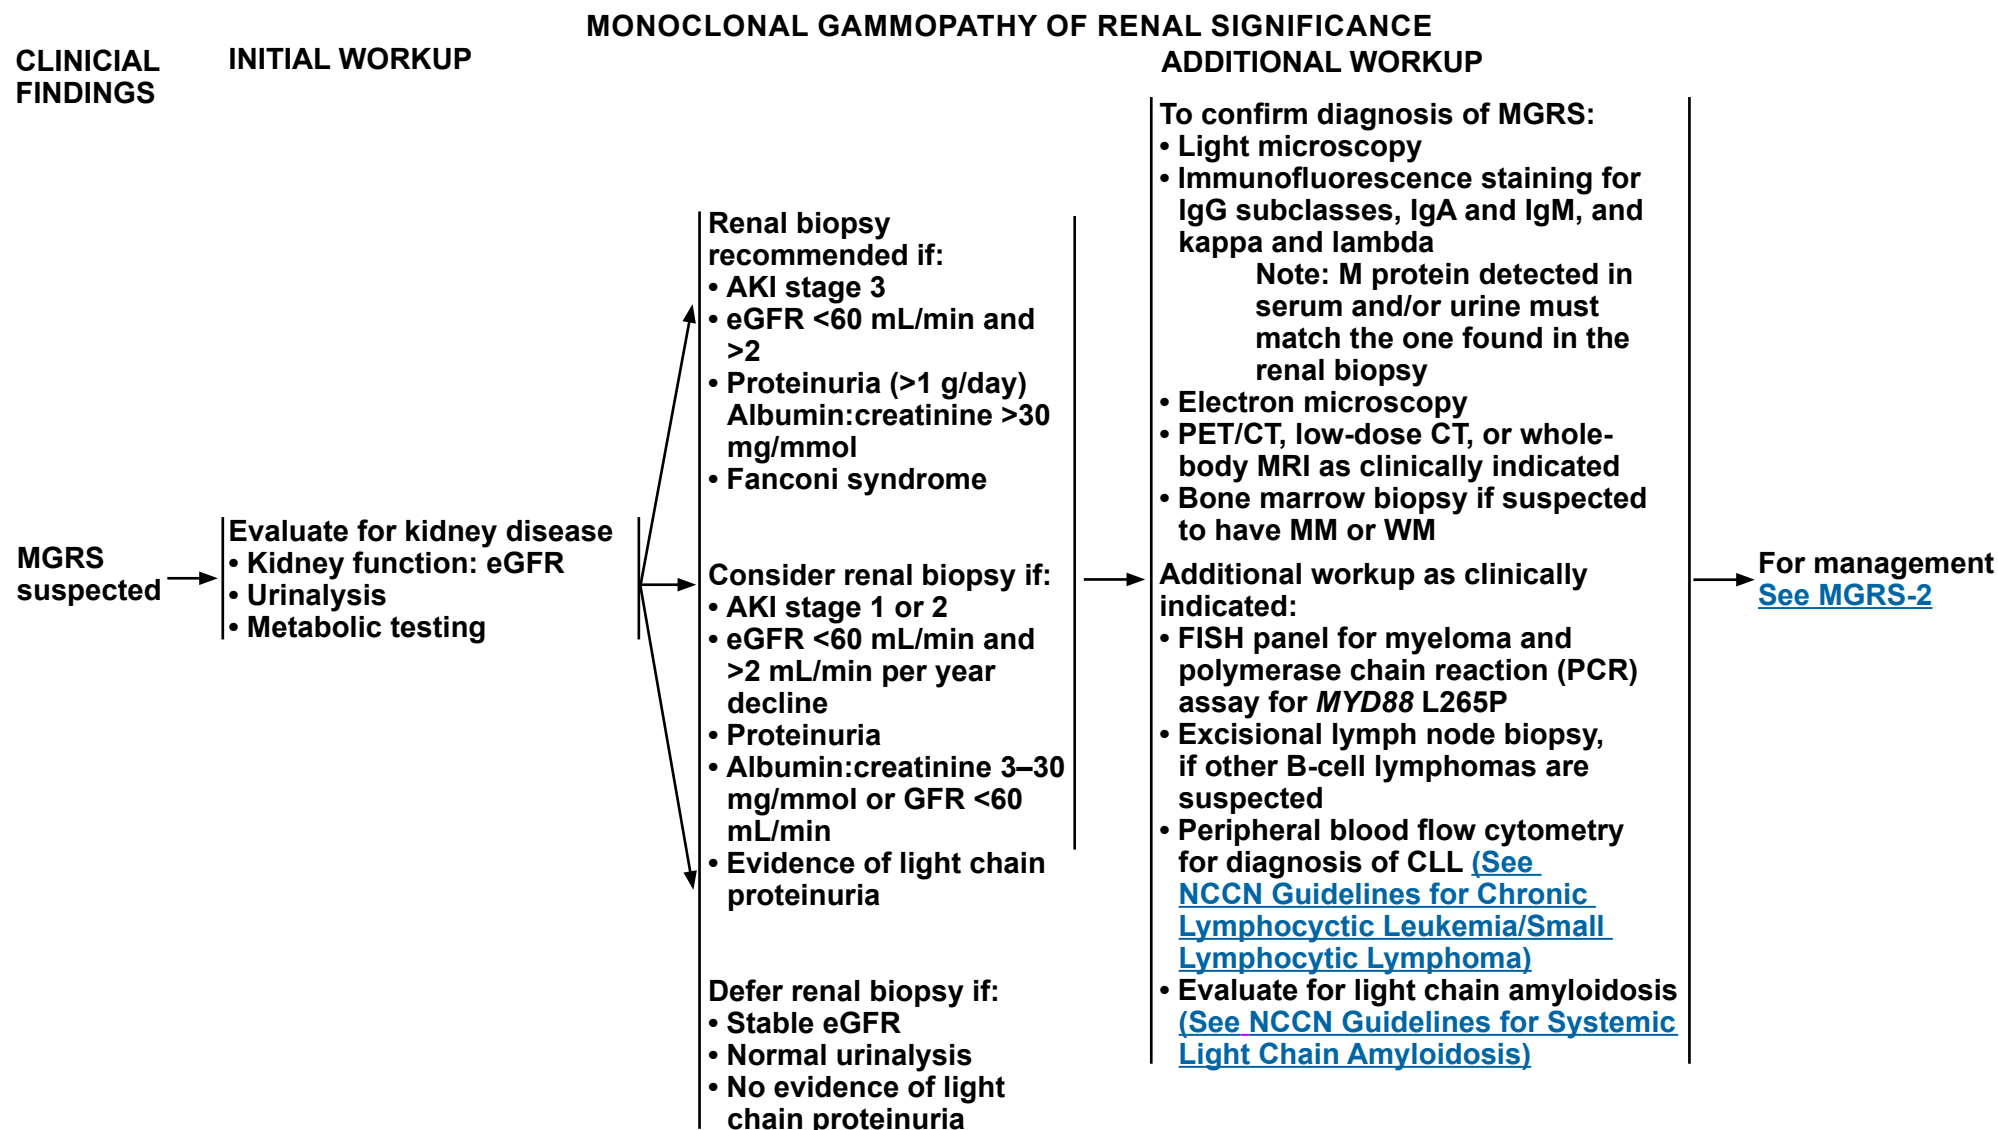 MONOCLONAL GAMMOPATHY OF RENAL SIGNIFICANCE
CLINICIAL
FINDINGS
INITIAL WORKUP
ADDITIONAL WORKUP
MGRS
suspected
Evaluate for kidney disease
• Kidney function: eGFR
• Urinalysis
• Metabolic testing
Renal biopsy
recommended if:
• AKI stage 3
• eGFR <60 mL/min and
>2
• Proteinuria (>1 g/day)
Albumin:creatinine >30
mg/mmol
• Fanconi syndrome
Consider renal biopsy if:
• AKI stage 1 or 2
• eGFR <60 mL/min and
>2 mL/min per year
decline
• Proteinuria
• Albumin:creatinine 3–30
mg/mmol or GFR <60
mL/min
• Evidence of light chain
proteinuria
Defer renal biopsy if:
• Stable eGFR
• Normal urinalysis
• No evidence of light
chain proteinuria
To confirm diagnosis of MGRS:
• Light microscopy
• Immunofluorescence staining for
IgG subclasses, IgA and IgM, and
kappa and lambda
Note: M protein detected in
serum and/or urine must
match the one found in the
renal biopsy
• Electron microscopy
• PET/CT, low-dose CT, or whole-
body MRI as clinically indicated
• Bone marrow biopsy if suspected
to have MM or WM
Additional workup as clinically
indicated:
• FISH panel for myeloma and
polymerase chain reaction (PCR)
assay for MYD88 L265P
• Excisional lymph node biopsy,
if other B-cell lymphomas are
suspected
• Peripheral blood flow cytometry
for diagnosis of CLL (See
NCCN Guidelines for Chronic
Lymphocyctic Leukemia/Small
Lymphocytic Lymphoma)
• Evaluate for light chain amyloidosis
(See NCCN Guidelines for Systemic
Light Chain Amyloidosis)
For management
See MGRS-2